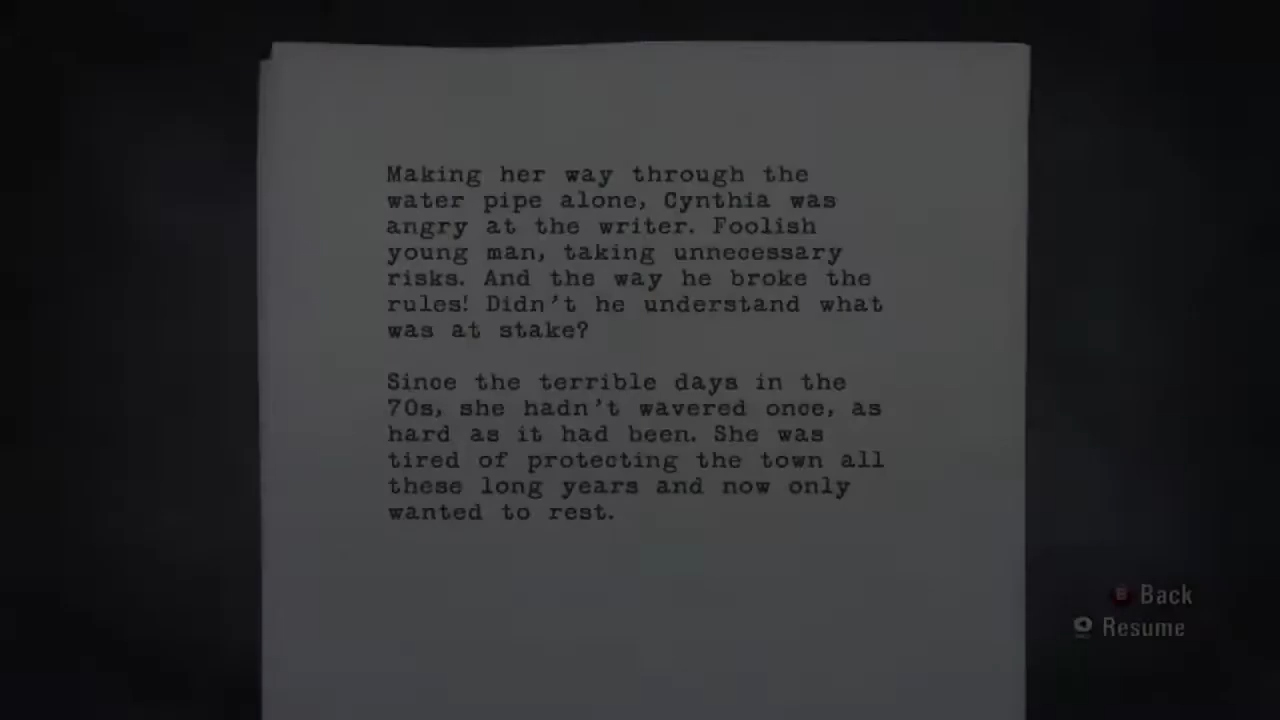 Making her way through the
water pipe alone, Cynthia was
angry at the writer. Foolish
young man, taking unnecessary
risks. And the way he broke the
rules! Didn't he understand what
was at stake?
Since the terrible days in the
70s, she hadn't wavered once, as
hard as it had been. She was
tired of protecting the town all
these long years and now only
wanted to rest.
B Back
Resume